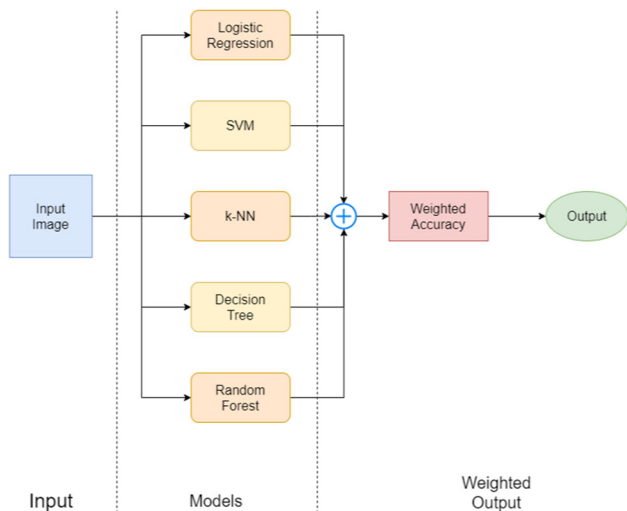 Logistic
Regression
SVM
Input
Image
k-NN
Weighted
Accuracy
Output
Decision
Tree
Random
Forest
Input
Models
Weighted
Output